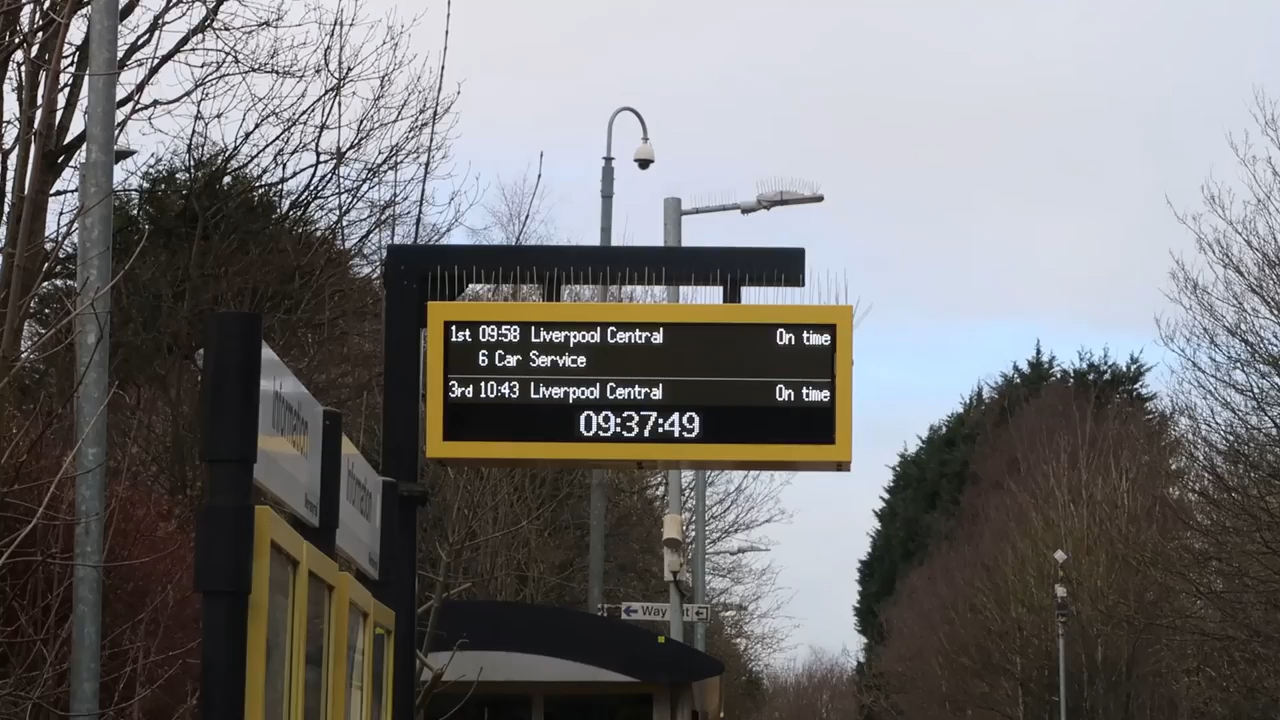 1st 09:58 Liverpool Central On time
6 Car Service
3rd 10:43 Liverpool Central On time
09:37:49
Information
Information
Way